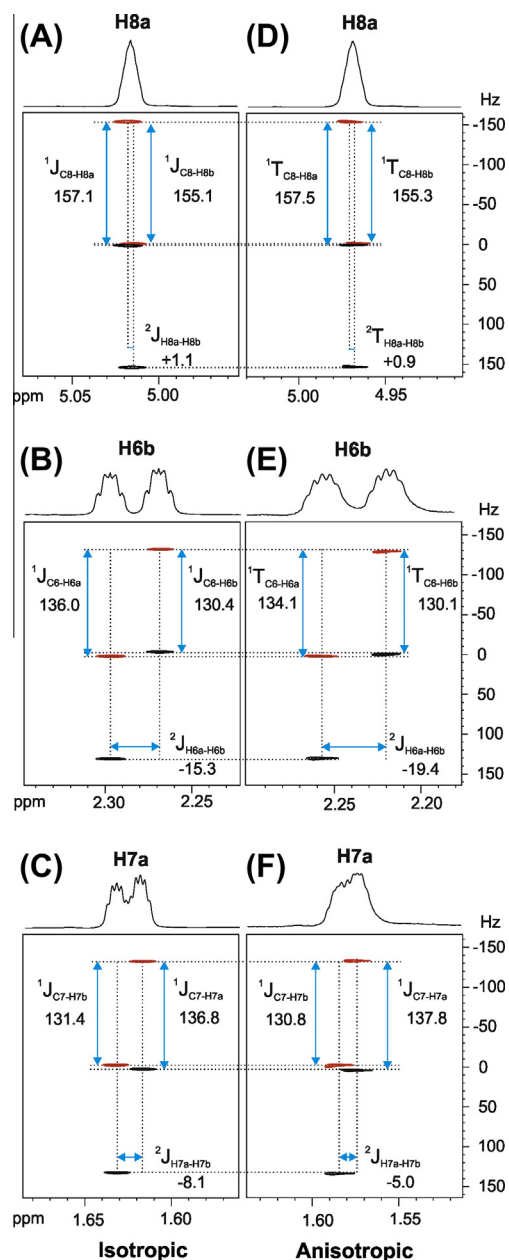 (A) H8a (D) H8a
Hz
-150
¹J C8-H8a ¹J C8-H8b ¹T C8-H8a ¹T C8-H8b
-100
157.1 155.1 157.5 155.3
-50
0
50
²J H8a-H8b ²T H8a-H8b
100
+1.1 +0.9
150
ppm 5.05 5.00 5.00 4.95
(B) H6b (E) H6b
Hz
-150
¹J C6-H6a ¹J C6-H6b ¹T C6-H6a ¹T C6-H6b
-100
136.0 130.4 134.1 130.1
-50
0
50
²J H6a-H6b ²J H6a-H6b
100
-15.3 -19.4
150
ppm 2.30 2.25 2.25 2.20
(C) H7a (F) H7a
Hz
-150
¹J C7-H7b ¹J C7-H7a ¹J C7-H7b ¹J C7-H7a
-100
131.4 136.8 130.8 137.8
-50
0
50
²J H7a-H7b ²J H7a-H7b
100
-8.1 -5.0
150
ppm 1.65 1.60 1.60 1.55
Isotropic Anisotropic